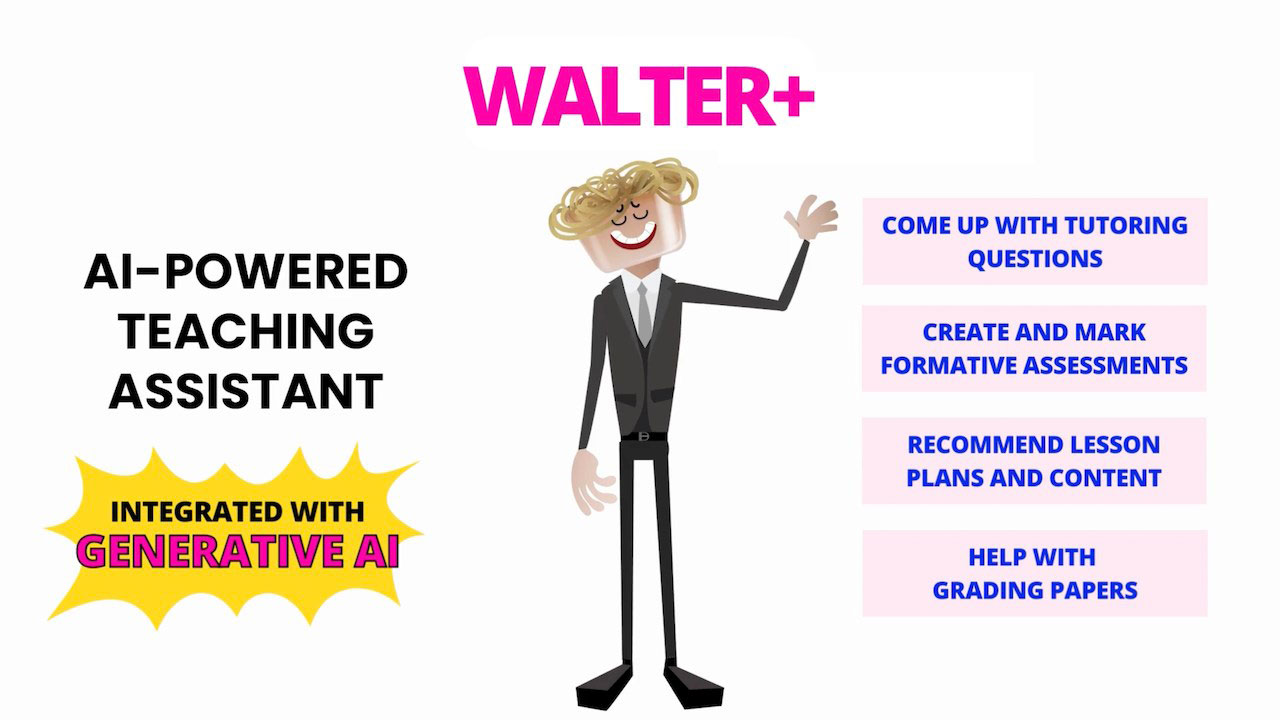 WALTER+
AI-POWERED
TEACHING
ASSISTANT
INTEGRATED WITH
GENERATIVE AI
COME UP WITH TUTORING
QUESTIONS
CREATE AND MARK
FORMATIVE ASSESSMENTS
RECOMMEND LESSON
PLANS AND CONTENT
HELP WITH
GRADING PAPERS